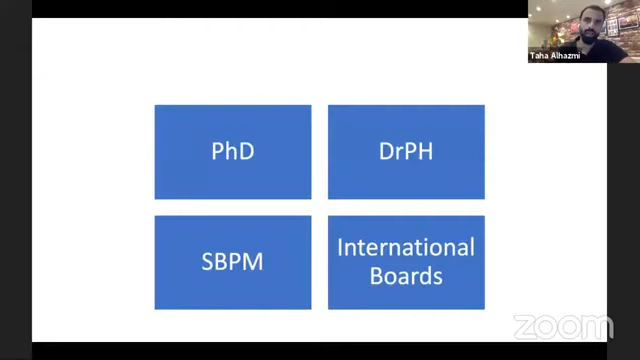 Taha Alhazmi
PhD
DrPH
SBPM
International
Boards
zoom